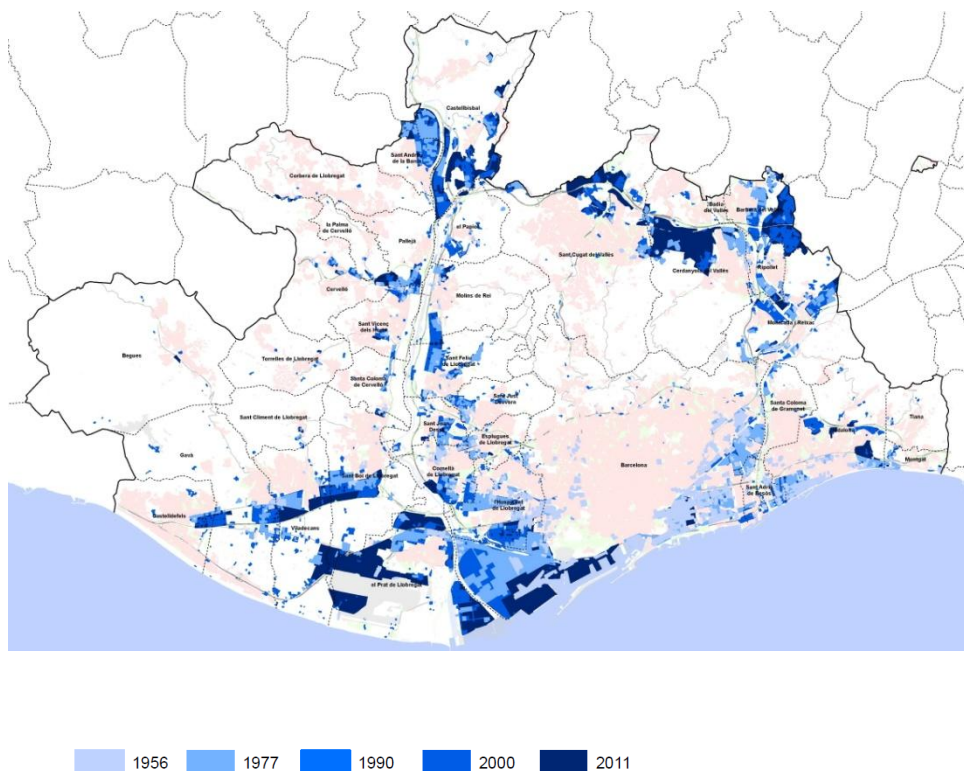 Castellbisbal
Sant Andreu
de la Barca
Corbera de Llobregat
la Palma
de Cervelló
Pallejà
el Papiol
Badia
del Vallès
Sant Cugat del Vallès
Cerdanyola del Vallès
Ripollet
Montcada i Reixac
Cervelló
Molins de Rei
Sant Vicenç
dels Horts
Begues
Torrelles de Llobregat
Sant Feliu
de Llobregat
Santa Coloma
de Cervelló
Sant Just
Desvern
Sant Climent de Llobregat
Sant Joan
Despí
Esplugues
de Llobregat
Santa Coloma
de Gramenet
Tiana
Badalona
Montgat
Gavà
Cornellà
de Llobregat
Barcelona
Sant Boi de Llobregat
Sant Adrià
de Besòs
l'Hospitalet
de Llobregat
Castelldefels
Viladecans
el Prat de Llobregat
1956 1977 1990 2000 2011